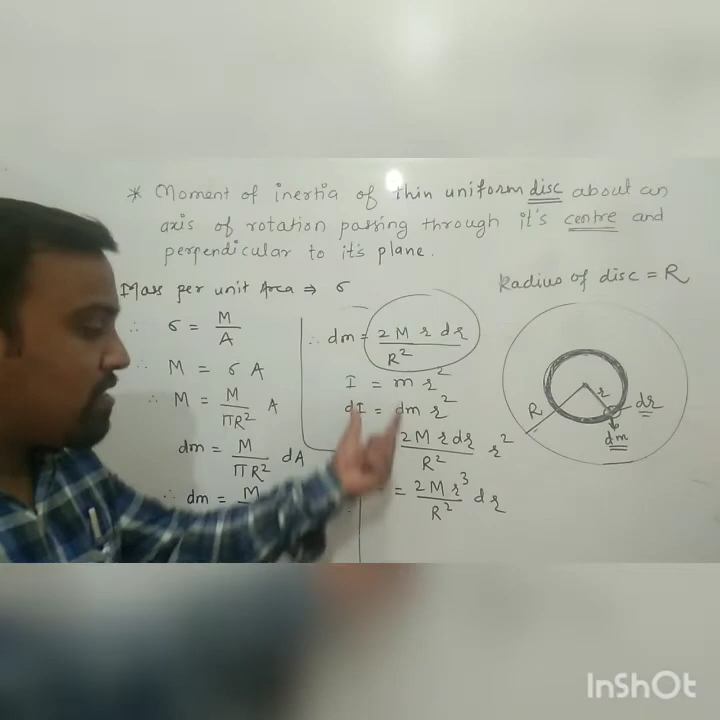 * Moment of inertia of thin uniform disc about an
axis of rotation passing through it's centre and
perpendicular to it's plane.
Mass per unit Area ⇒ σ
∴ σ = M/A
∴ M = σ A
∴ M = M/πR² A
dm = M/πR² dA
∴ dm = M
∴ dm = 2 M r dr/R²
I = m r²
dI = dm r²
2 M r dr/R² r²
= 2 M r³/R² dr
Radius of disc = R
R
r
dr
dm
InShOt